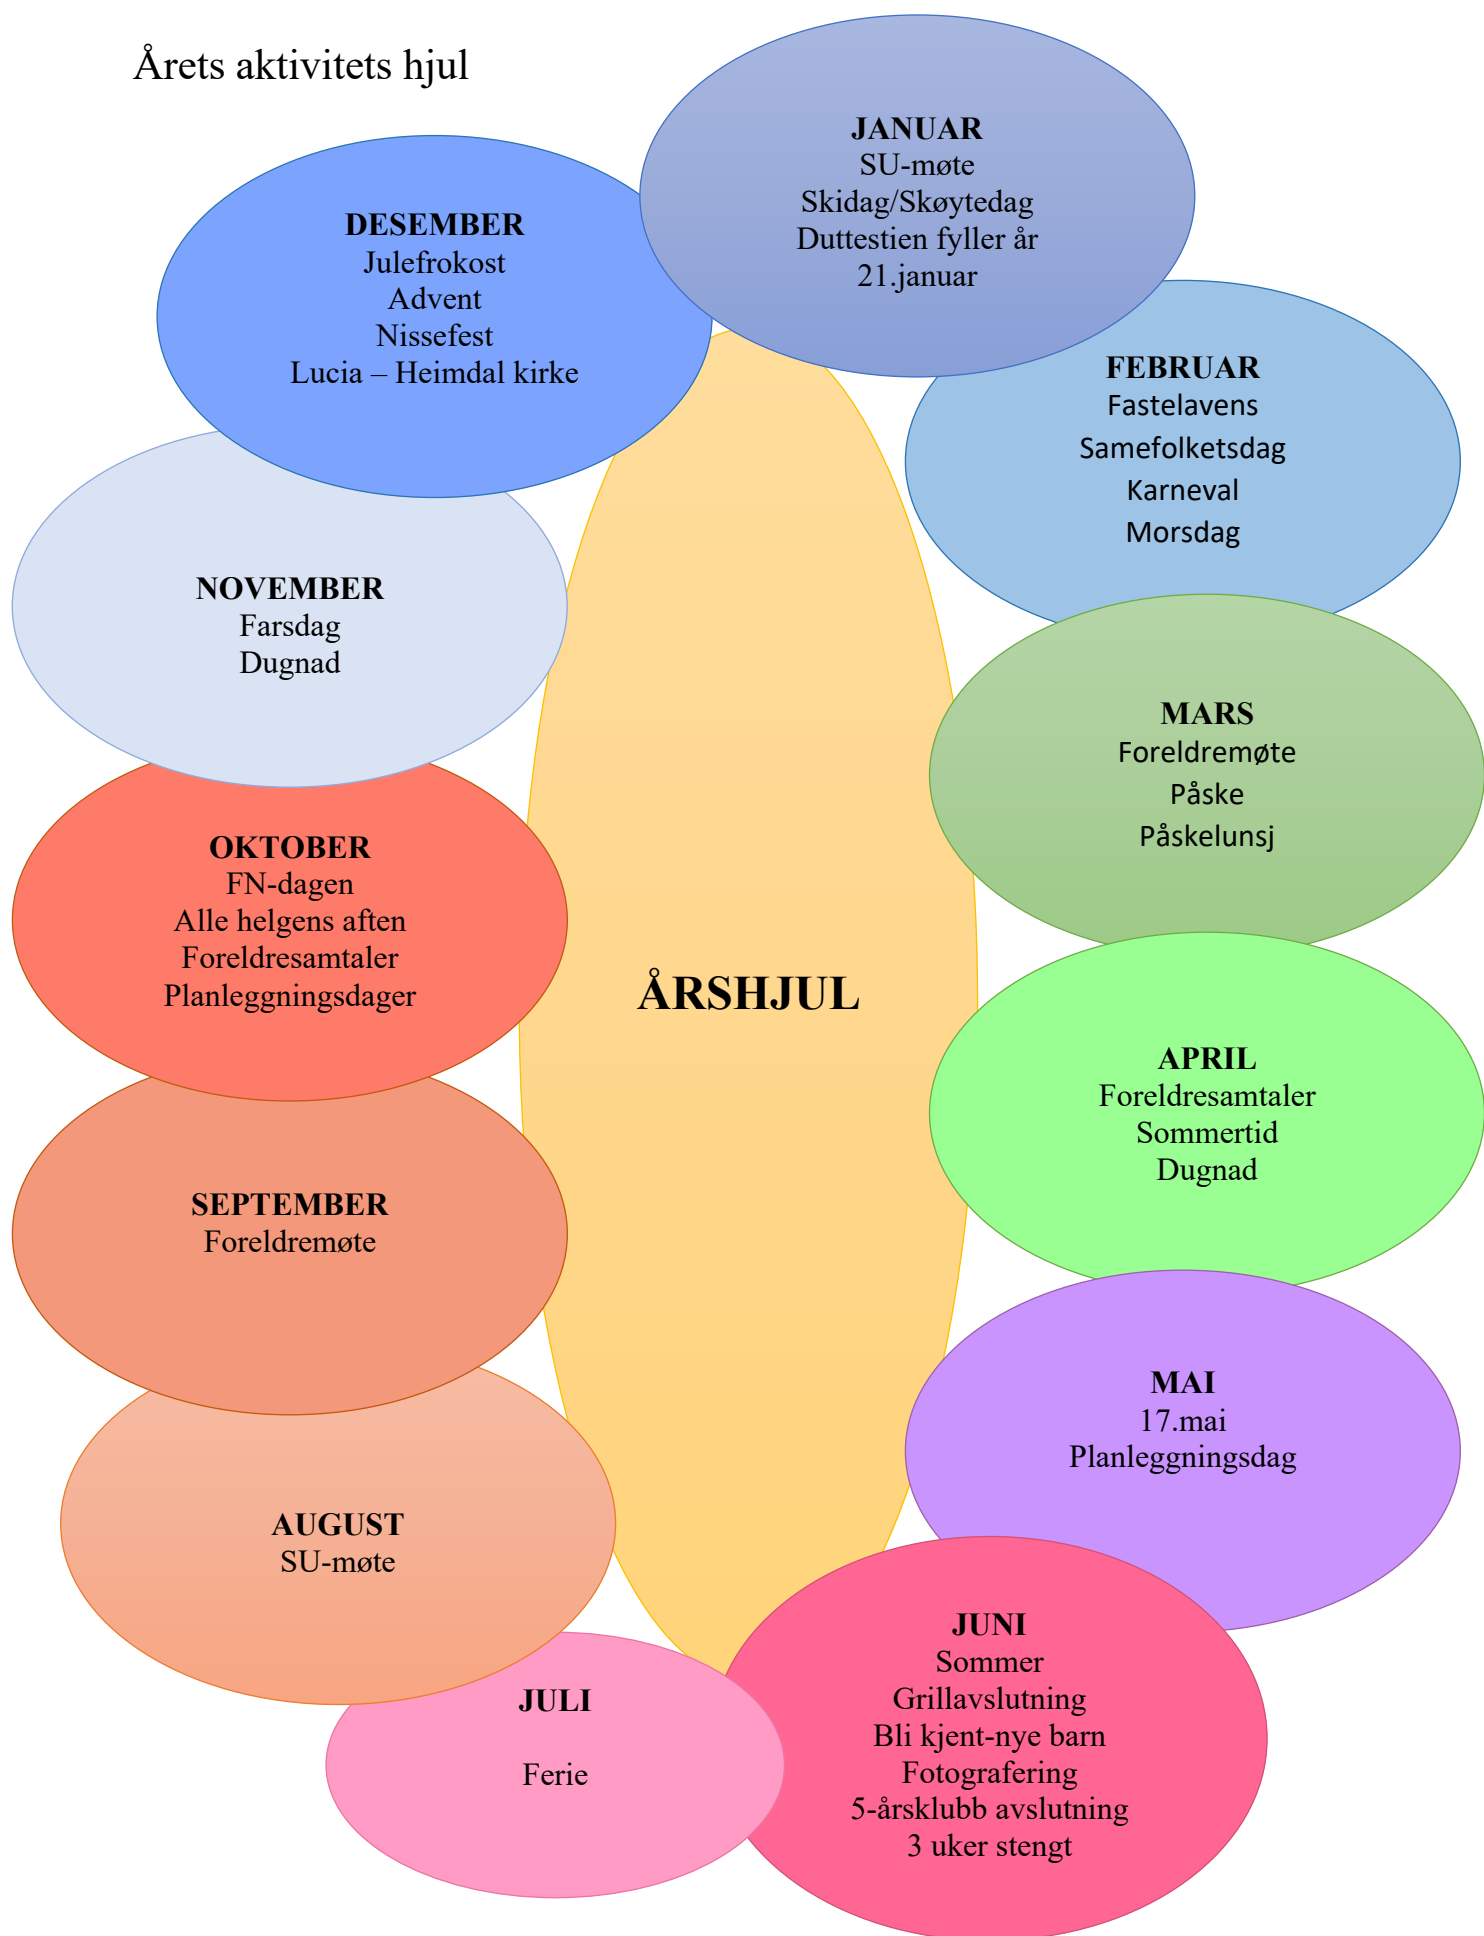 Årets aktivitets hjul
JANUAR
SU-møte
Skidag/Skøytedag
Duttestien fyller år
21.januar
FEBRUAR
Fastelavens
Samefolketsdag
Karneval
Morsdag
MARS
Foreldremøte
Påske
Påskelunsj
APRIL
Foreldresamtaler
Sommertid
Dugnad
MAI
17.mai
Planleggningsdag
JUNI
Sommer
Grillavslutning
Bli kjent-nye barn
Fotografering
5-årsklubb avslutning
3 uker stengt
JULI
Ferie
AUGUST
SU-møte
SEPTEMBER
Foreldremøte
OKTOBER
FN-dagen
Alle helgens aften
Foreldresamtaler
Planleggningsdager
NOVEMBER
Farsdag
Dugnad
DESEMBER
Julefrokost
Advent
Nissefest
Lucia – Heimdal kirke
ÅRSHJUL